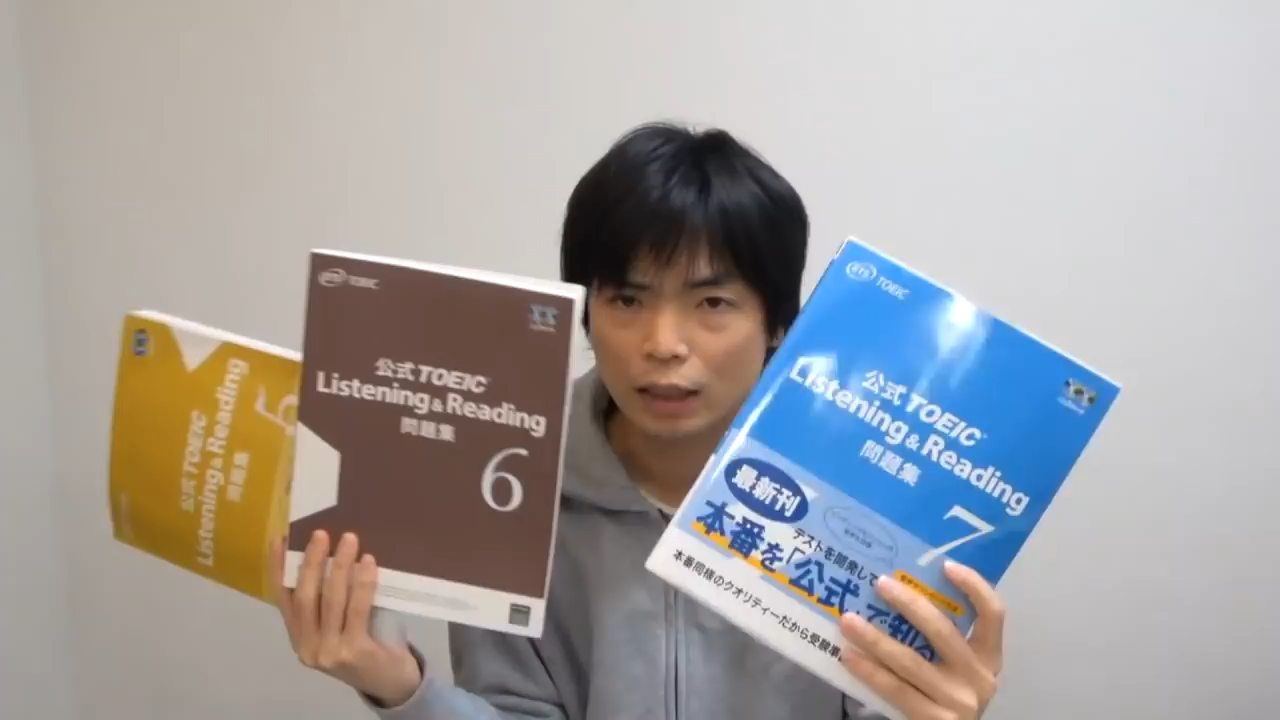 公式TOEIC
Listening & Reading
問題集
5
ETS TOEIC
公式TOEIC
Listening & Reading
問題集
6
ETS TOEIC
公式TOEIC
Listening & Reading
問題集
7
最新刊
テストを開発して
本番を「公式」で知る
本番同様のクオリティーだから受験準